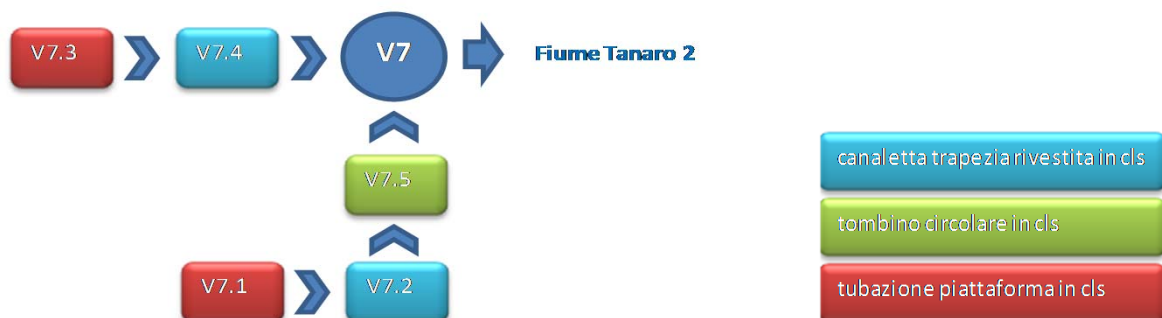 V7.3
V7.4
V7
Fiume Tanaro 2
V7.5
V7.1
V7.2
canaletta trapezia rivestita in cls
tombino circolare in cls
tubazione piattaforma in cls